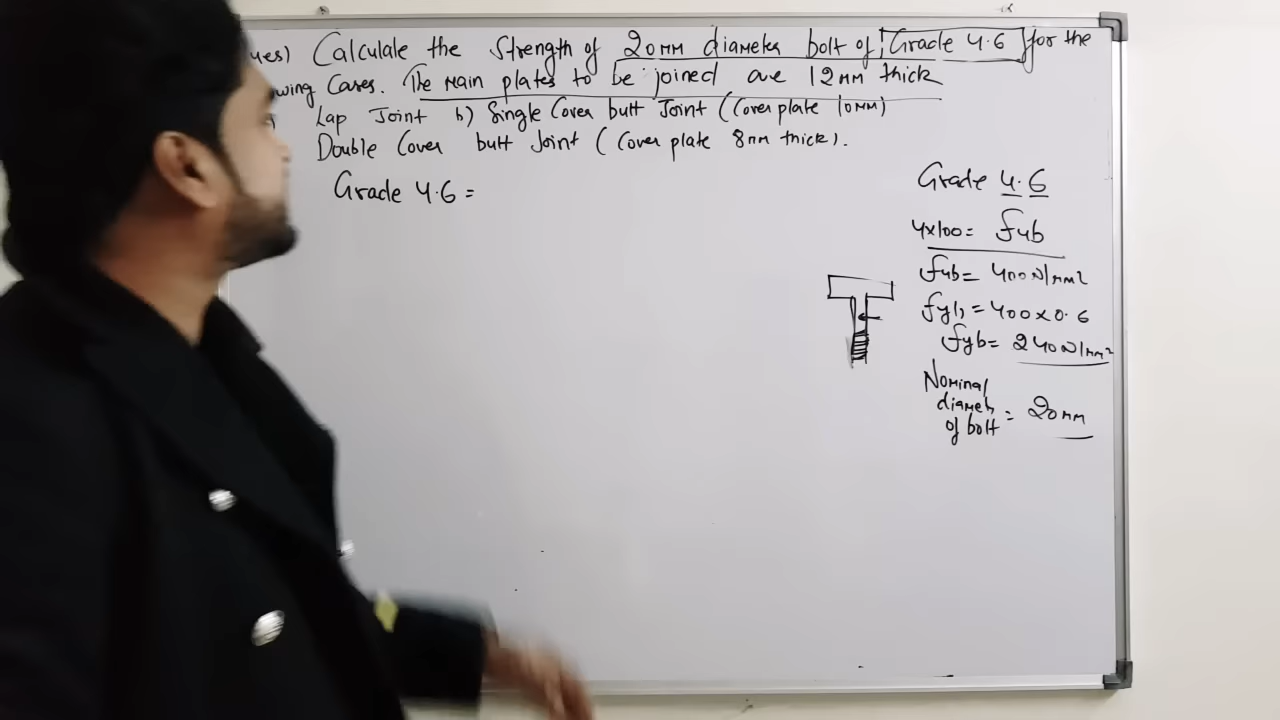 ues) Calculate the Strength of 20mm diameter bolt of Grade 4.6 for the
wing Cases. The main plates to be joined are 12mm thick
Lap Joint b) Single Cover butt Joint (Cover plate 10mm)
Double Cover butt Joint (Cover plate 8mm thick).
Grade 4.6 =
Grade 4.6
4x100 = fub
fub = 400N/mm2
fyb = 400x0.6
fyb = 240N/mm2
Nominal
diameter
of bolt = 20mm